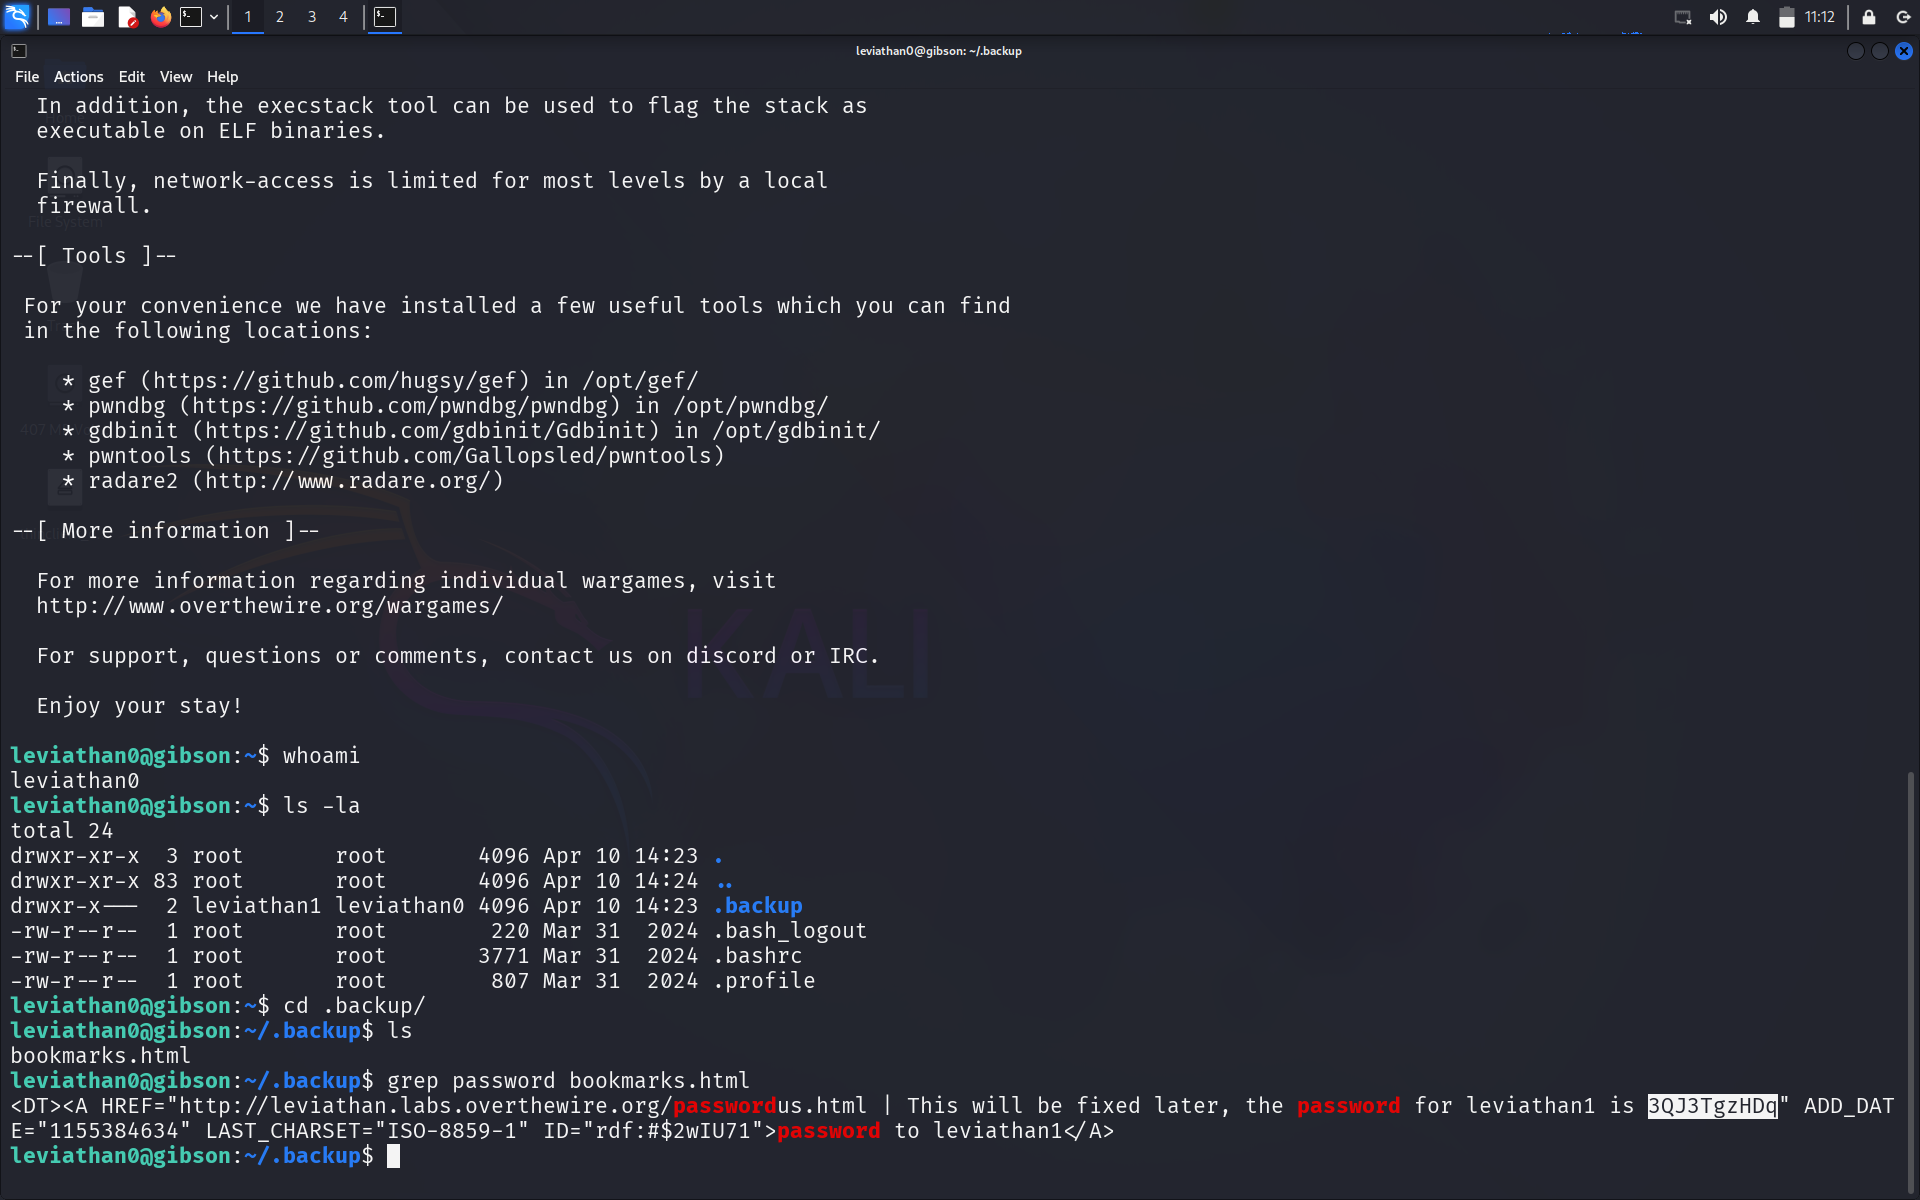 1 2 3 4 11:12
leviathan0@gibson: ~/.backup
File Actions Edit View Help
In addition, the execstack tool can be used to flag the stack as
executable on ELF binaries.
Finally, network-access is limited for most levels by a local
firewall.
File System
--[ Tools ]--
For your convenience we have installed a few useful tools which you can find
in the following locations:
* gef (https://github.com/hugsy/gef) in /opt/gef/
* pwndbg (https://github.com/pwndbg/pwndbg) in /opt/pwndbg/
* gdbinit (https://github.com/gdbinit/Gdbinit) in /opt/gdbinit/
* pwntools (https://github.com/Gallopsled/pwntools)
* radare2 (http://www.radare.org/)
--[ More information ]--
For more information regarding individual wargames, visit
http://www.overthewire.org/wargames/
For support, questions or comments, contact us on discord or IRC.
KALI
Enjoy your stay!
leviathan0@gibson:~$ whoami
leviathan0
leviathan0@gibson:~$ ls -la
total 24
drwxr-xr-x  3 root       root       4096 Apr 10 14:23 .
drwxr-xr-x 83 root       root       4096 Apr 10 14:24 ..
drwxr-x---  2 leviathan1 leviathan0 4096 Apr 10 14:23 .backup
-rw-r--r--  1 root       root        220 Mar 31  2024 .bash_logout
-rw-r--r--  1 root       root       3771 Mar 31  2024 .bashrc
-rw-r--r--  1 root       root        807 Mar 31  2024 .profile
leviathan0@gibson:~$ cd .backup/
leviathan0@gibson:~/.backup$ ls
bookmarks.html
leviathan0@gibson:~/.backup$ grep password bookmarks.html
<DT><A HREF="http://leviathan.labs.overthewire.org/passwordus.html | This will be fixed later, the password for leviathan1 is 3QJ3TgzHDq" ADD_DAT
E="1155384634" LAST_CHARSET="ISO-8859-1" ID="rdf:#$2wIU71">password to leviathan1</A>
leviathan0@gibson:~/.backup$